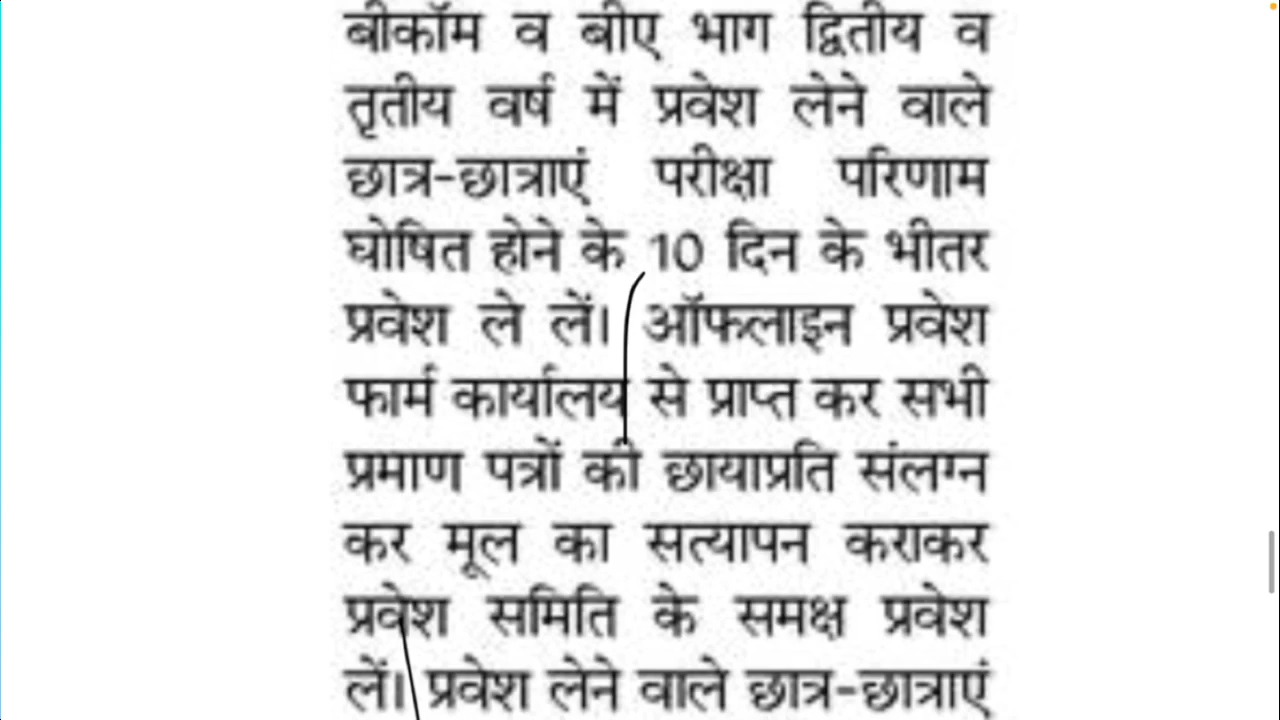 बीकॉम व बीए भाग द्वितीय व
तृतीय वर्ष में प्रवेश लेने वाले
छात्र-छात्राएं परीक्षा परिणाम
घोषित होने के 10 दिन के भीतर
प्रवेश ले लें। ऑफलाइन प्रवेश
फार्म कार्यालय से प्राप्त कर सभी
प्रमाण पत्रों की छायाप्रति संलग्न
कर मूल का सत्यापन कराकर
प्रवेश समिति के समक्ष प्रवेश
लें। प्रवेश लेने वाले छात्र-छात्राएं